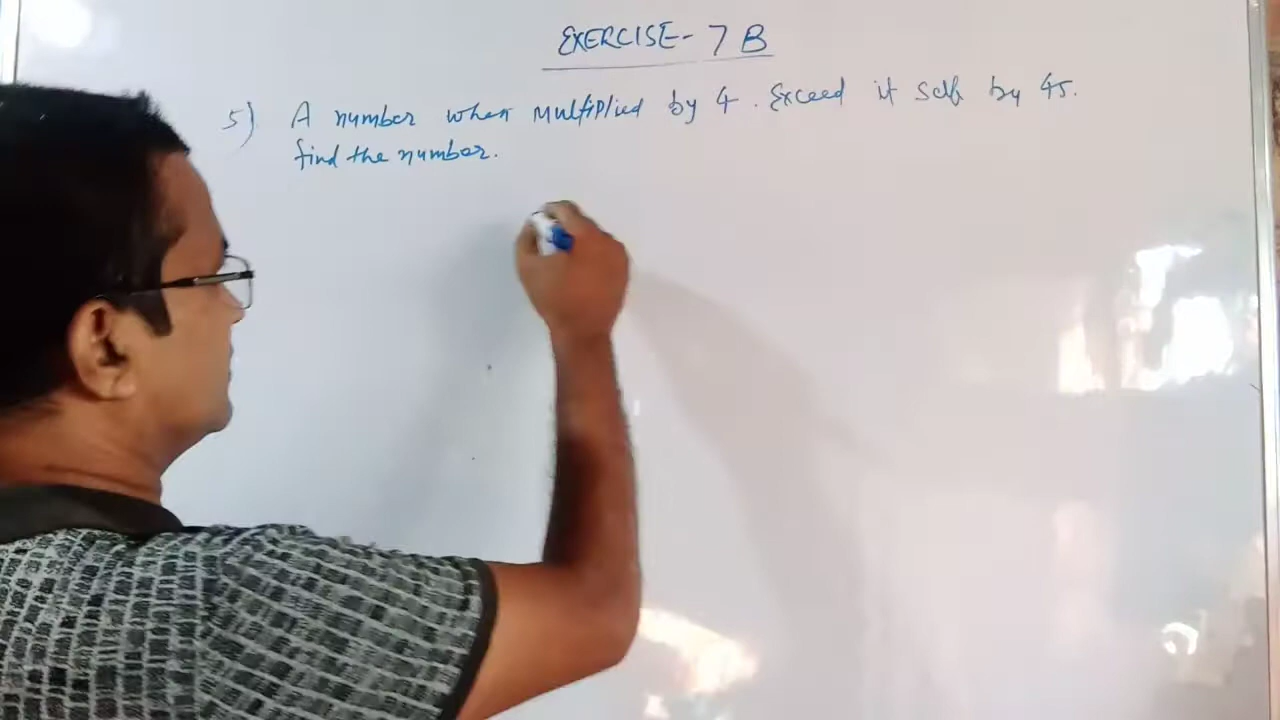 EXERCISE- 7 B
5) A number when multiplied by 4. Exceed it self by 45.
find the number.